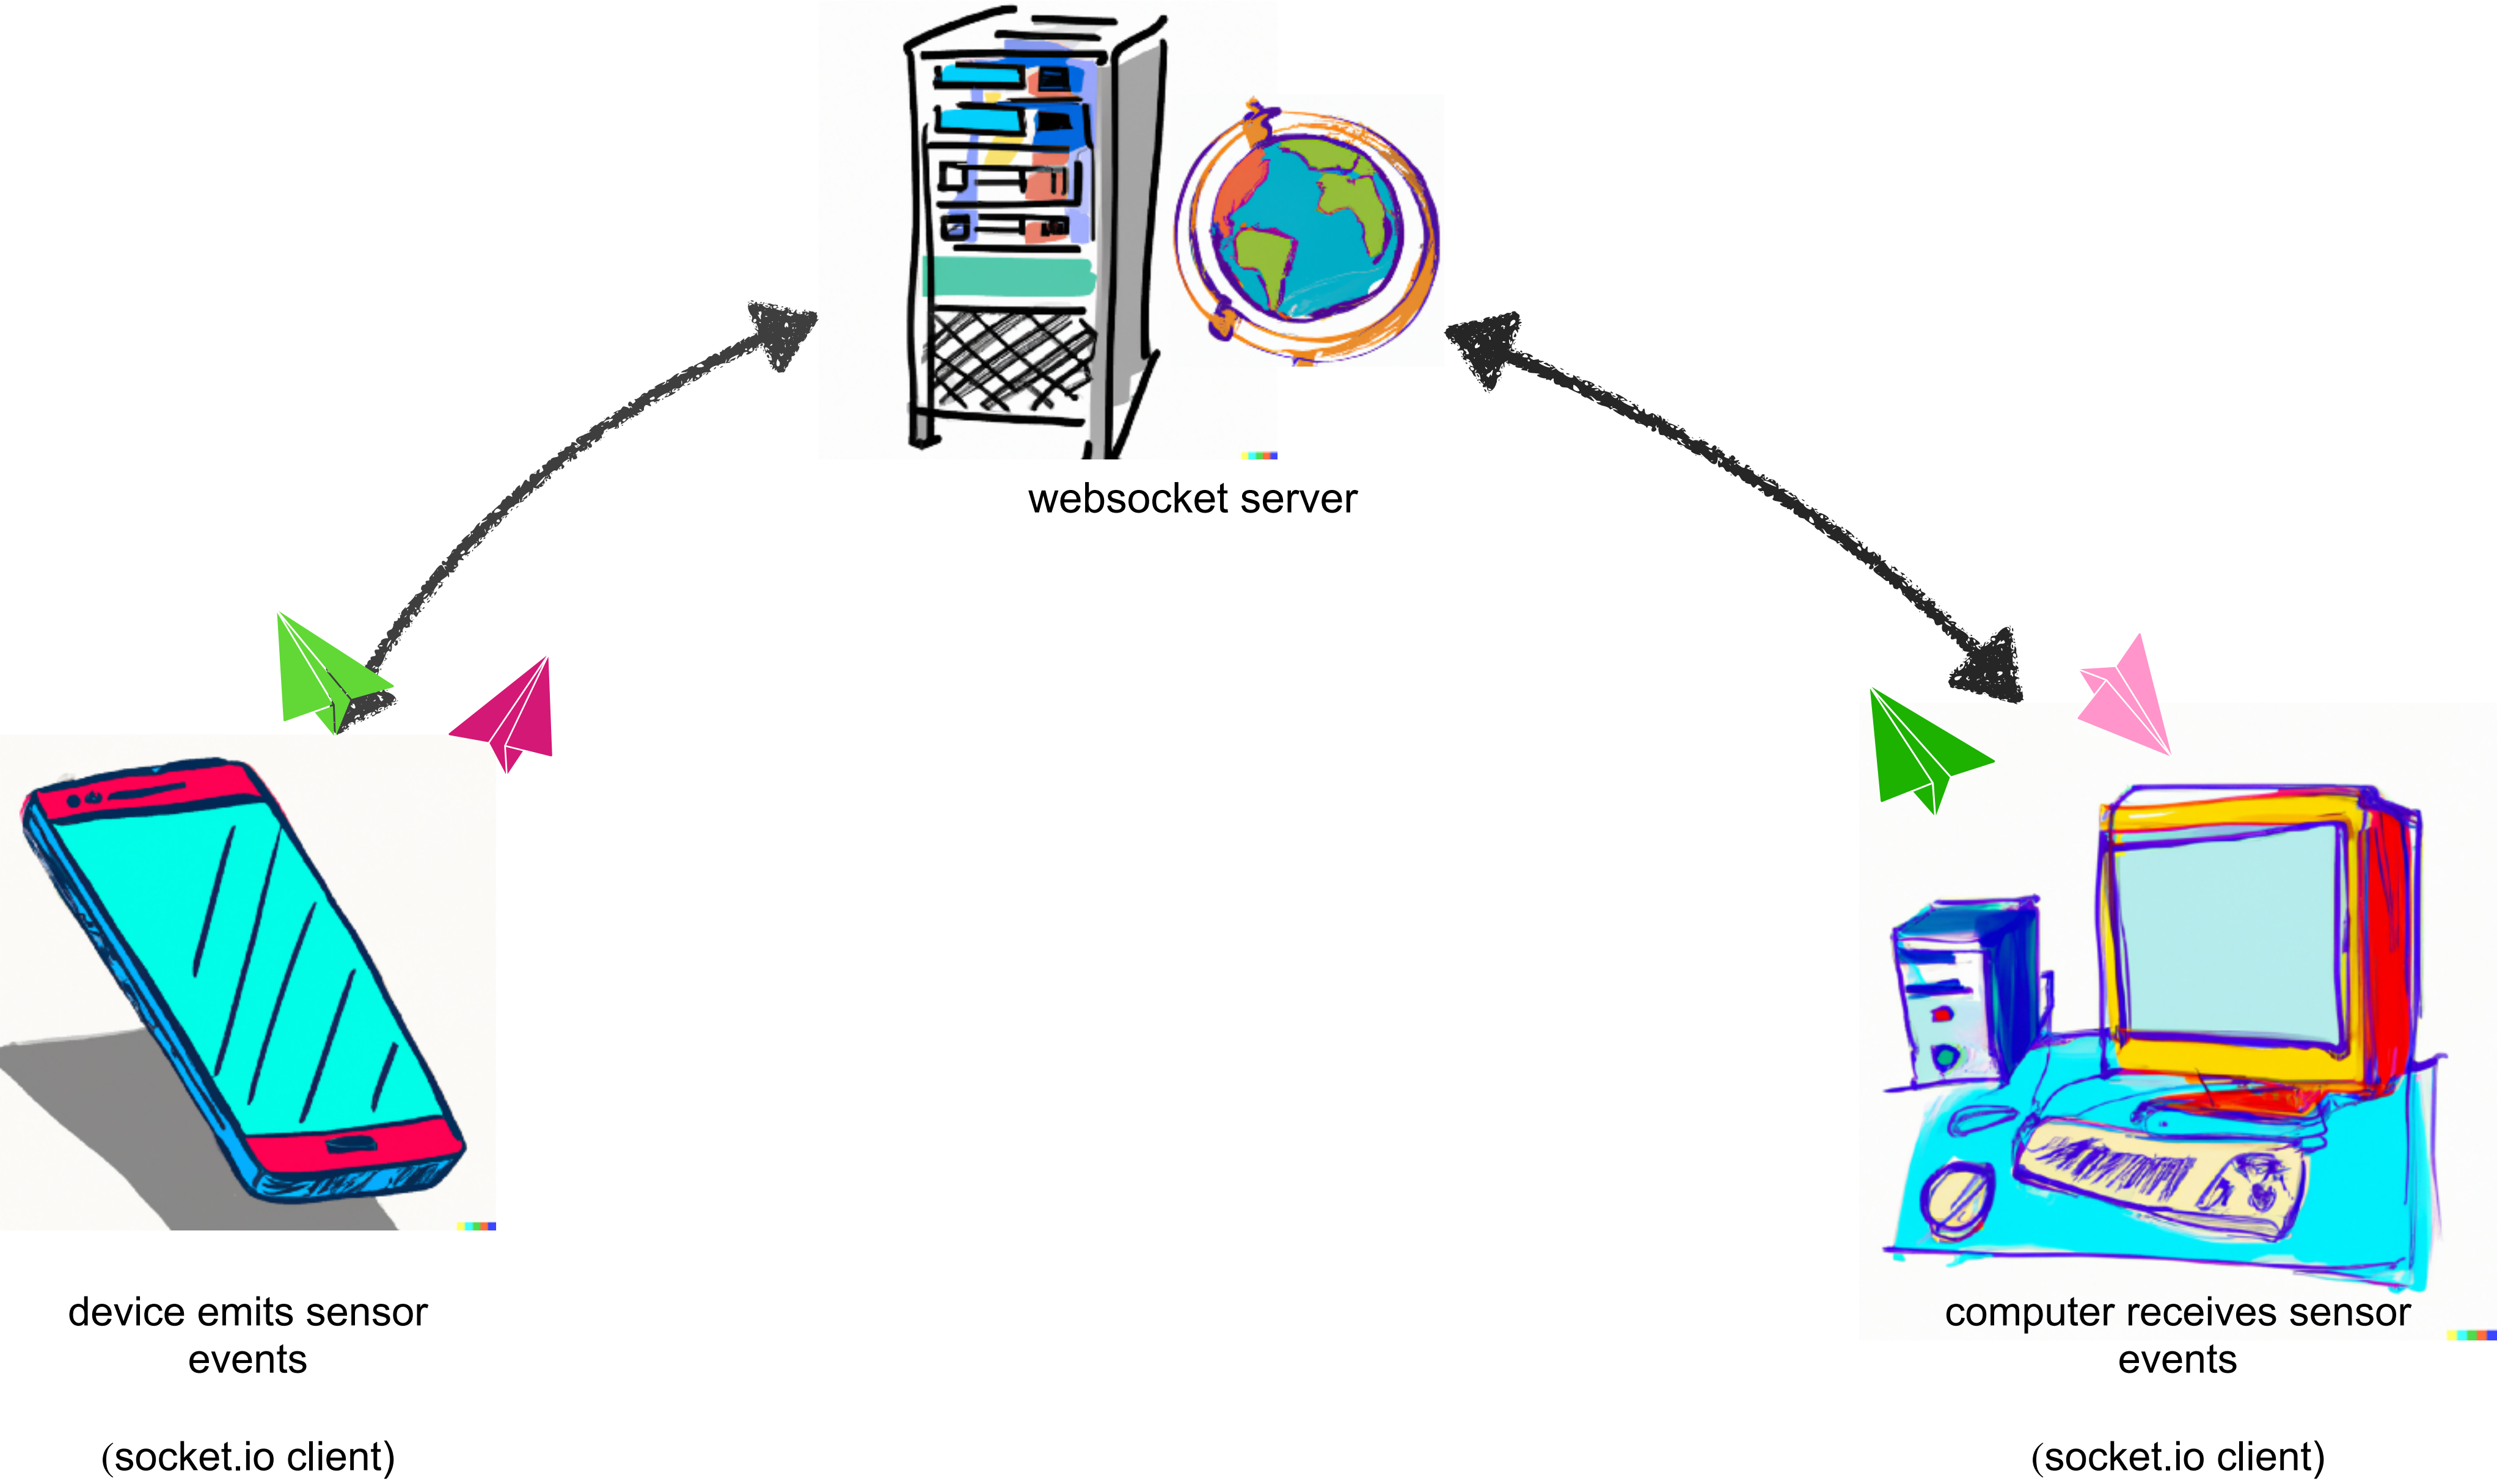 websocket server
device emits sensor
events
(socket.io client)
computer receives sensor
events
(socket.io client)